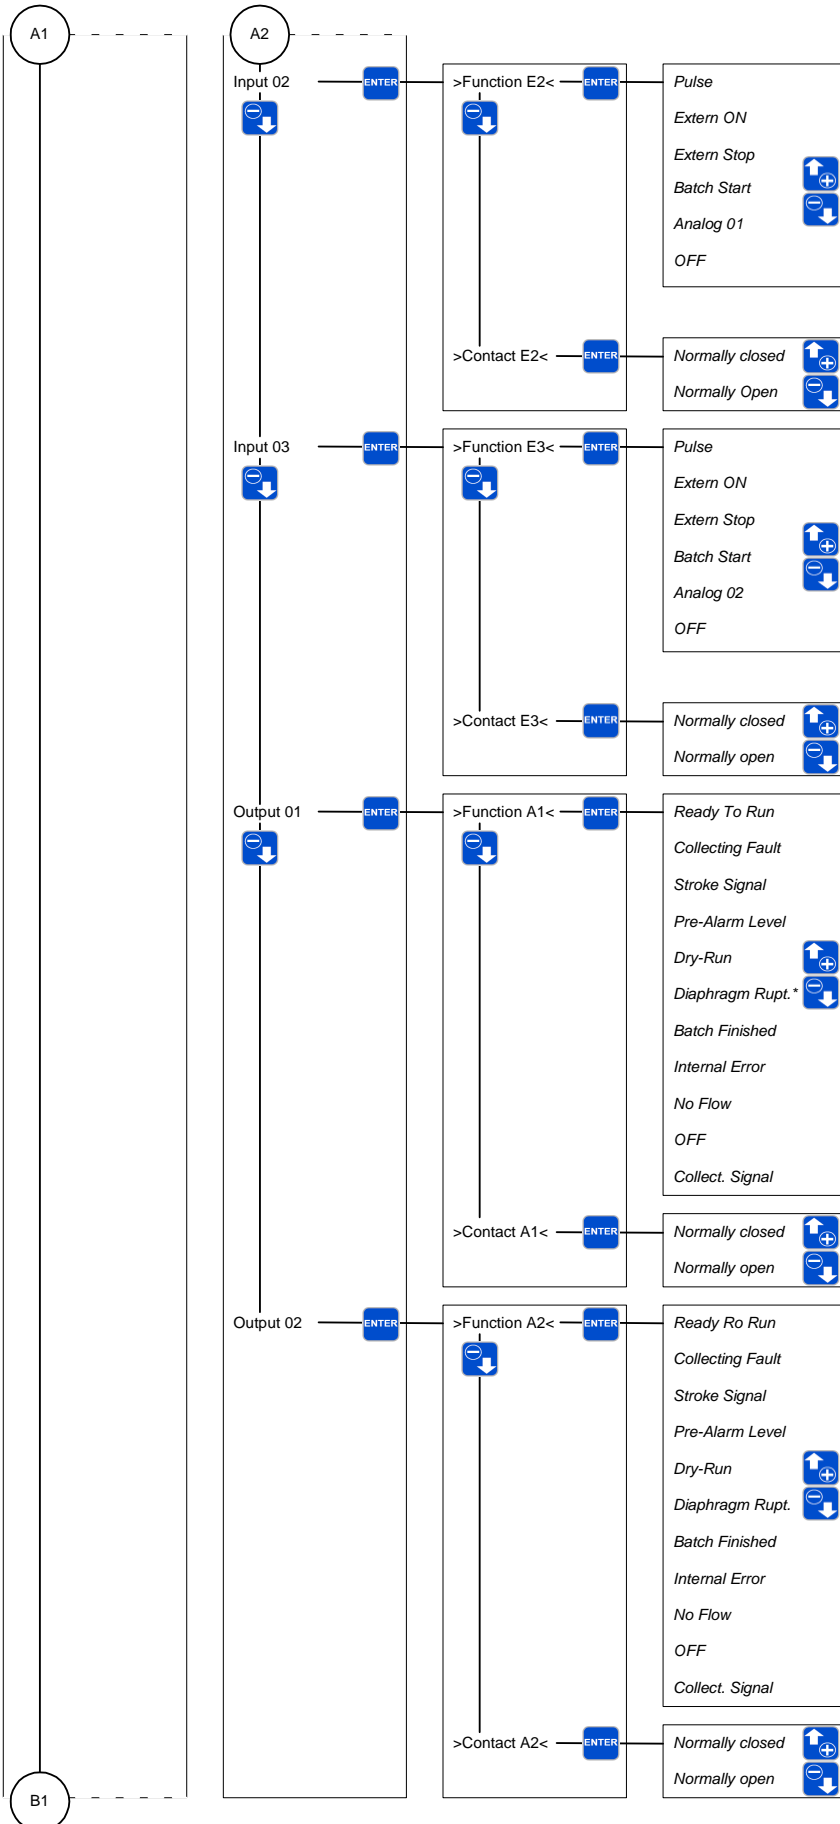 A1 A2
Input 02 ENTER >Function E2< ENTER Pulse
Extern ON
Extern Stop
Batch Start
Analog 01
OFF
>Contact E2< ENTER Normally closed
Normally Open
Input 03 ENTER >Function E3< ENTER Pulse
Extern ON
Extern Stop
Batch Start
Analog 02
OFF
>Contact E3< ENTER Normally closed
Normally open
Output 01 ENTER >Function A1< ENTER Ready To Run
Collecting Fault
Stroke Signal
Pre-Alarm Level
Dry-Run
Diaphragm Rupt.*
Batch Finished
Internal Error
No Flow
OFF
Collect. Signal
>Contact A1< ENTER Normally closed
Normally open
Output 02 ENTER >Function A2< ENTER Ready Ro Run
Collecting Fault
Stroke Signal
Pre-Alarm Level
Dry-Run
Diaphragm Rupt.
Batch Finished
Internal Error
No Flow
OFF
Collect. Signal
>Contact A2< ENTER Normally closed
Normally open
B1